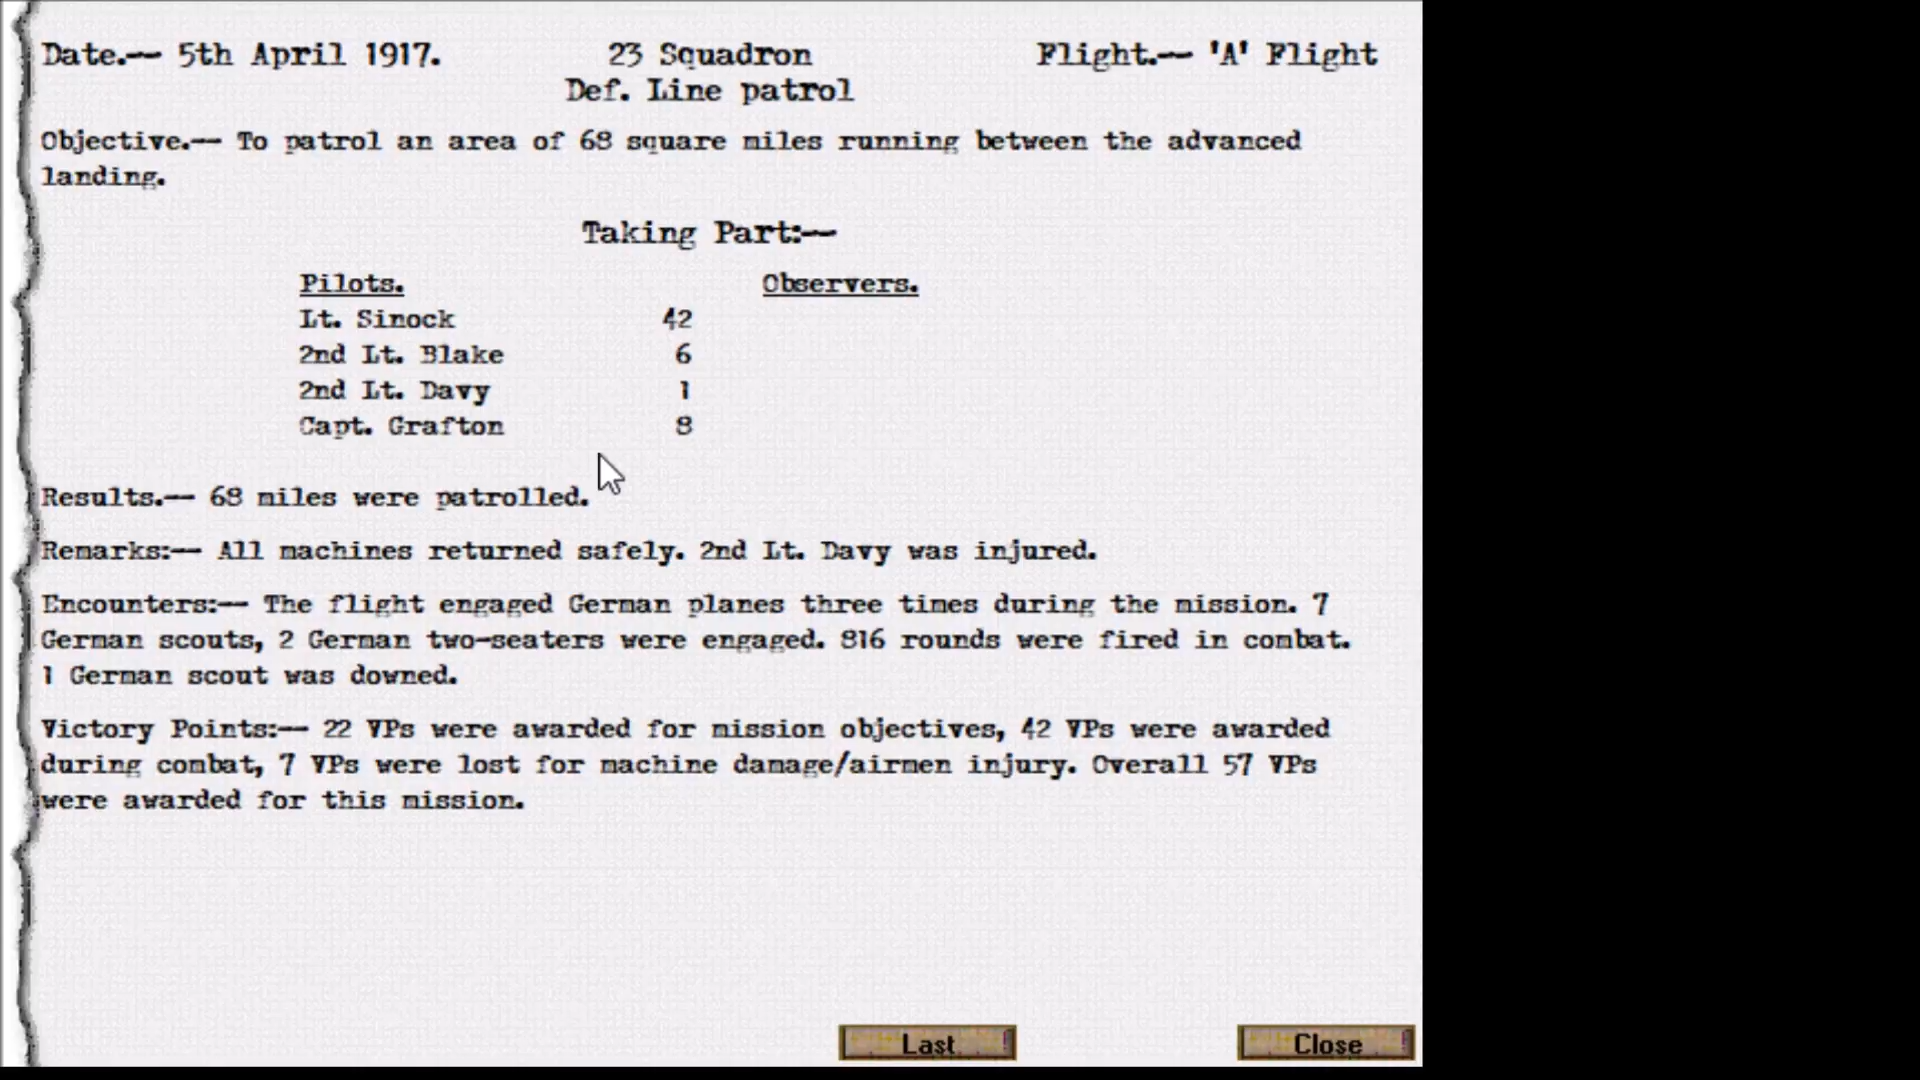 Date.-- 5th April 1917. 23 Squadron Flight.-- 'A' Flight
Def. Line patrol
Objective.-- To patrol an area of 68 square miles running between the advanced
landing.
Taking Part:--
Pilots. Observers.
Lt. Sinock 42
2nd Lt. Blake 6
2nd Lt. Davy 1
Capt. Grafton 8
Results.-- 68 miles were patrolled.
Remarks:-- All machines returned safely. 2nd Lt. Davy was injured.
Encounters:-- The flight engaged German planes three times during the mission. 7
German scouts, 2 German two-seaters were engaged. 816 rounds were fired in combat.
1 German scout was downed.
Victory Points:-- 22 VPs were awarded for mission objectives, 42 VPs were awarded
during combat, 7 VPs were lost for machine damage/airmen injury. Overall 57 VPs
were awarded for this mission.
Last Close